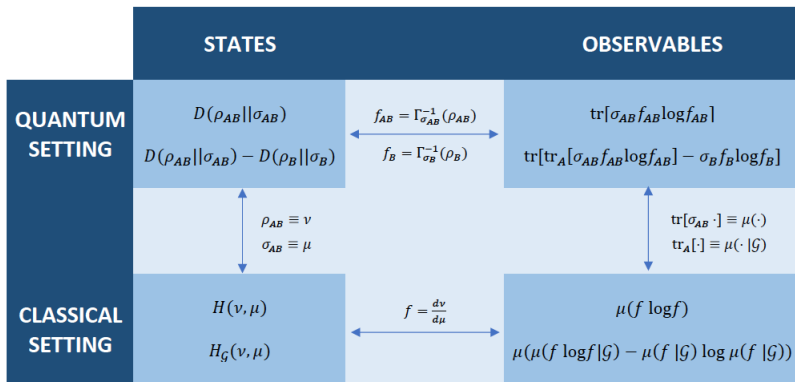 STATES
OBSERVABLES
QUANTUM
SETTING
D(ρ_AB||σ_AB)
D(ρ_AB||σ_AB) − D(ρ_B||σ_B)
f_AB = Γ_σ_AB^−1(ρ_AB)
f_B = Γ_σ_B^−1(ρ_B)
tr[σ_AB f_AB log f_AB]
tr[tr_A[σ_AB f_AB log f_AB] − σ_B f_B log f_B]
ρ_AB ≡ ν
σ_AB ≡ μ
tr[σ_AB ·] ≡ μ(·)
tr_A[·] ≡ μ(· |𝒢)
CLASSICAL
SETTING
H(ν, μ)
H_𝒢(ν, μ)
f = dν/dμ
μ(f log f)
μ(μ(f log f|𝒢) − μ(f |𝒢) log μ(f |𝒢))